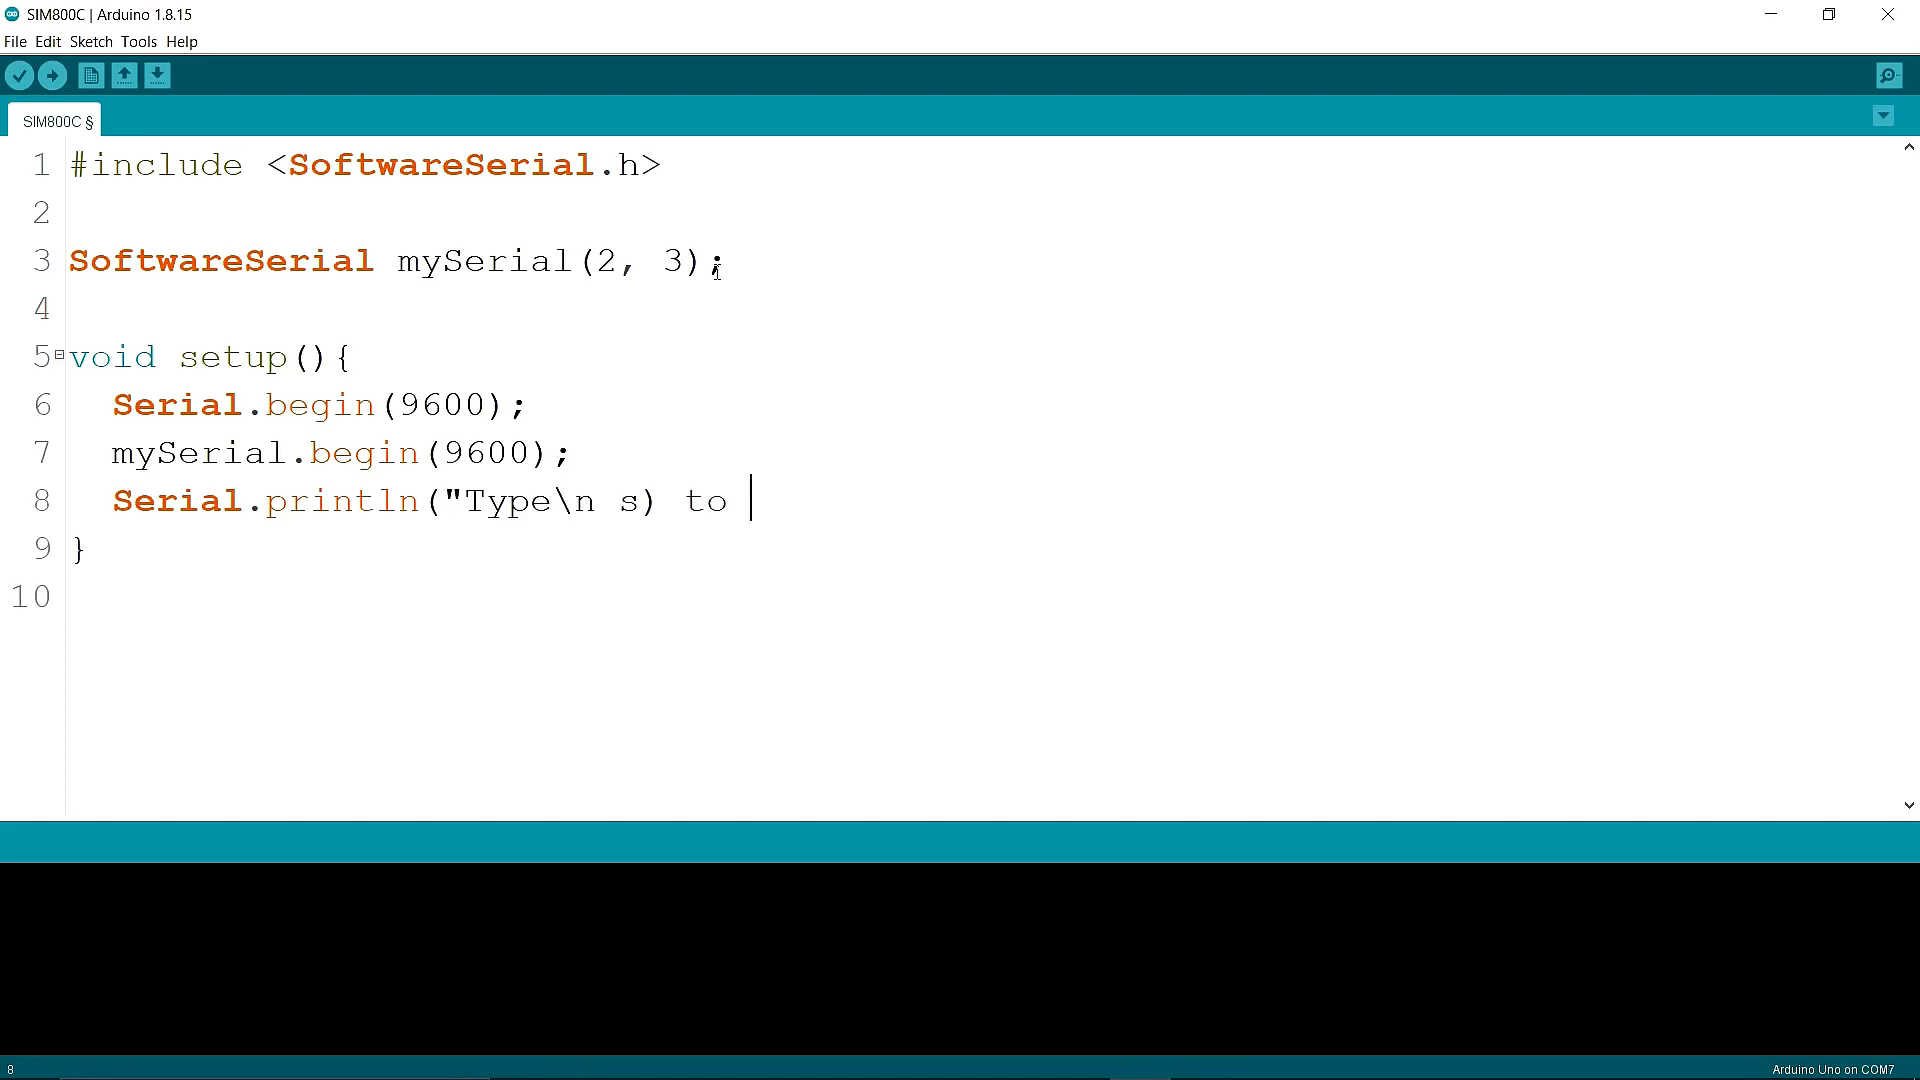 SIM800C | Arduino 1.8.15
File Edit Sketch Tools Help
SIM800C §
1 #include <SoftwareSerial.h>
2
3 SoftwareSerial mySerial(2, 3);
4
5 void setup(){
6   Serial.begin(9600);
7   mySerial.begin(9600);
8   Serial.println("Type\n s) to
9 }
10
8
Arduino Uno on COM7